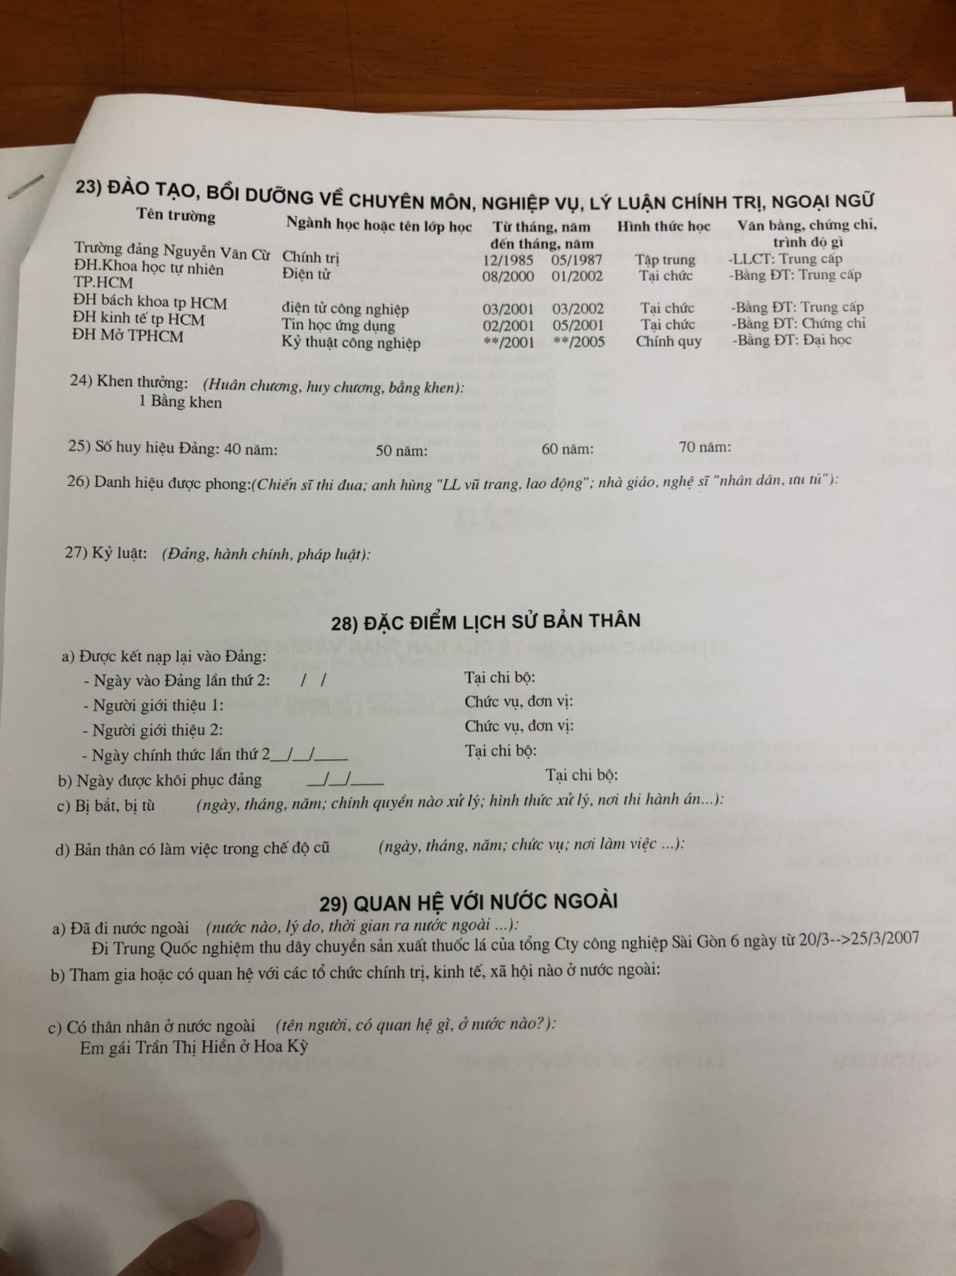 23) ĐÀO TẠO, BỒI DƯỠNG VỀ CHUYÊN MÔN, NGHIỆP VỤ, LÝ LUẬN CHÍNH TRỊ, NGOẠI NGỮ
Tên trường Ngành học hoặc tên lớp học Từ tháng, năm Hình thức học Văn bằng, chứng chỉ,
đến tháng, năm trình độ gì
Trường đảng Nguyễn Văn Cừ Chính trị 12/1985 05/1987 Tập trung -LLCT: Trung cấp
ĐH.Khoa học tự nhiên Điện tử 08/2000 01/2002 Tại chức -Bằng ĐT: Trung cấp
TP.HCM
ĐH bách khoa tp HCM điện tử công nghiệp 03/2001 03/2002 Tại chức -Bằng ĐT: Trung cấp
ĐH kinh tế tp HCM Tin học ứng dụng 02/2001 05/2001 Tại chức -Bằng ĐT: Chứng chỉ
ĐH Mở TPHCM Kỹ thuật công nghiệp **/2001 **/2005 Chính quy -Bằng ĐT: Đại học
24) Khen thưởng: (Huân chương, huy chương, bằng khen):
1 Bằng khen
25) Số huy hiệu Đảng: 40 năm: 50 năm: 60 năm: 70 năm:
26) Danh hiệu được phong:(Chiến sĩ thi đua; anh hùng "LL vũ trang, lao động"; nhà giáo, nghệ sĩ "nhân dân, ưu tú"):
27) Kỷ luật: (Đảng, hành chính, pháp luật):
28) ĐẶC ĐIỂM LỊCH SỬ BẢN THÂN
a) Được kết nạp lại vào Đảng:
- Ngày vào Đảng lần thứ 2: / / Tại chi bộ:
- Người giới thiệu 1: Chức vụ, đơn vị:
- Người giới thiệu 2: Chức vụ, đơn vị:
- Ngày chính thức lần thứ 2__/__/____ Tại chi bộ:
b) Ngày được khôi phục đảng __/__/____ Tại chi bộ:
c) Bị bắt, bị tù (ngày, tháng, năm; chính quyền nào xử lý; hình thức xử lý, nơi thi hành án...):
d) Bản thân có làm việc trong chế độ cũ (ngày, tháng, năm; chức vụ; nơi làm việc ...):
29) QUAN HỆ VỚI NƯỚC NGOÀI
a) Đã đi nước ngoài (nước nào, lý do, thời gian ra nước ngoài ...):
Đi Trung Quốc nghiệm thu dây chuyền sản xuất thuốc lá của tổng Cty công nghiệp Sài Gòn 6 ngày từ 20/3-->25/3/2007
b) Tham gia hoặc có quan hệ với các tổ chức chính trị, kinh tế, xã hội nào ở nước ngoài:
c) Có thân nhân ở nước ngoài (tên người, có quan hệ gì, ở nước nào?):
Em gái Trần Thị Hiền ở Hoa Kỳ